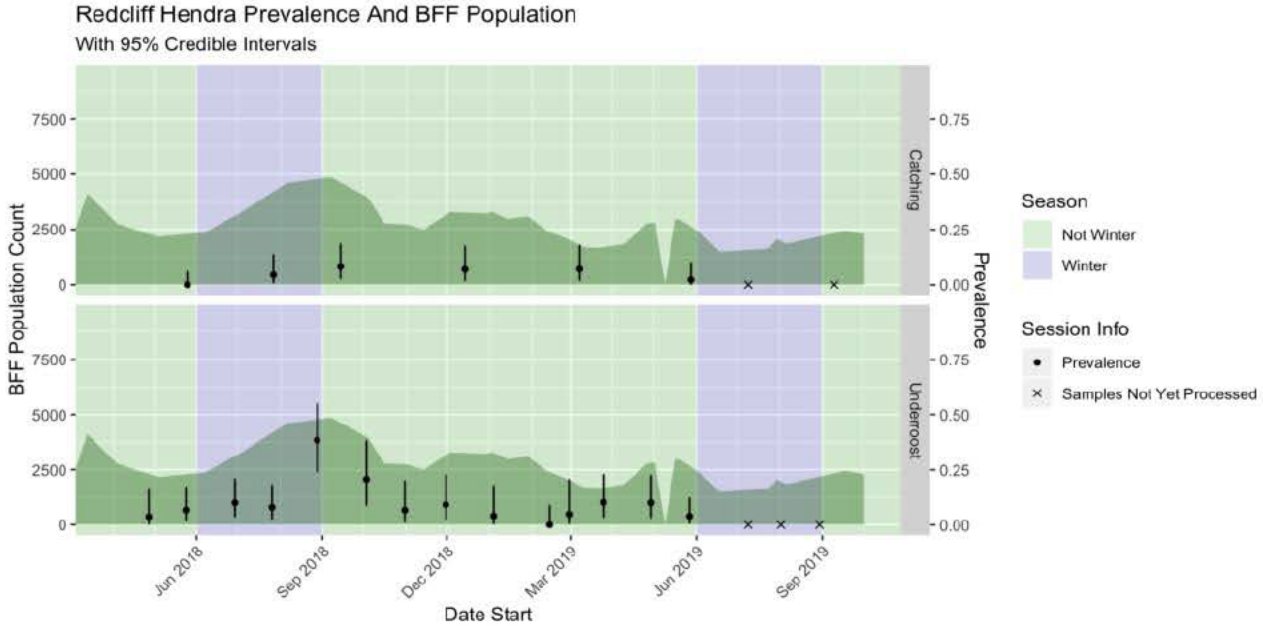 Redcliff Hendra Prevalence And BFF Population
With 95% Credible Intervals
BFF Population Count
7500
5000
2500
0
Catching
0.75
0.50
0.25
0.00
7500
5000
2500
0
Underroost
0.75
0.50
0.25
0.00
Prevalence
Jun 2018
Sep 2018
Dec 2018
Mar 2019
Jun 2019
Sep 2019
Date Start
Season
Not Winter
Winter
Session Info
Prevalence
Samples Not Yet Processed